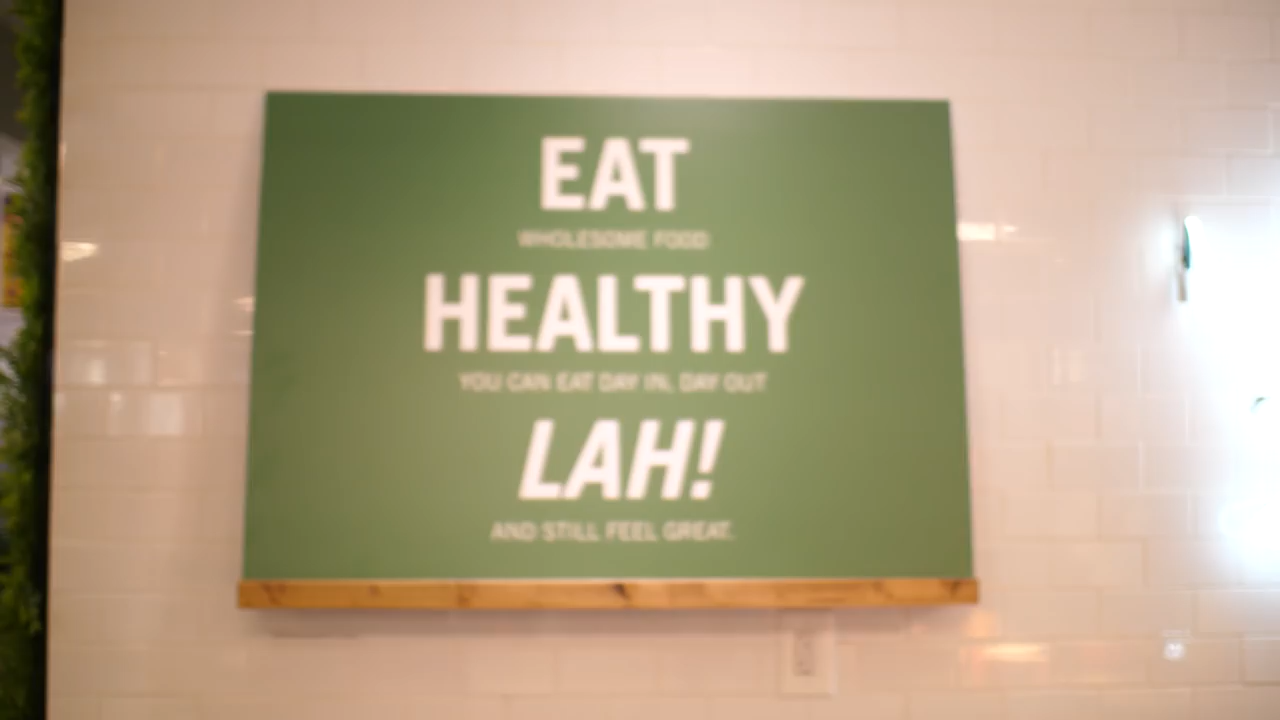 EAT
WHOLESOME FOOD
HEALTHY
YOU CAN EAT DAY IN, DAY OUT
LAH!
AND STILL FEEL GREAT.